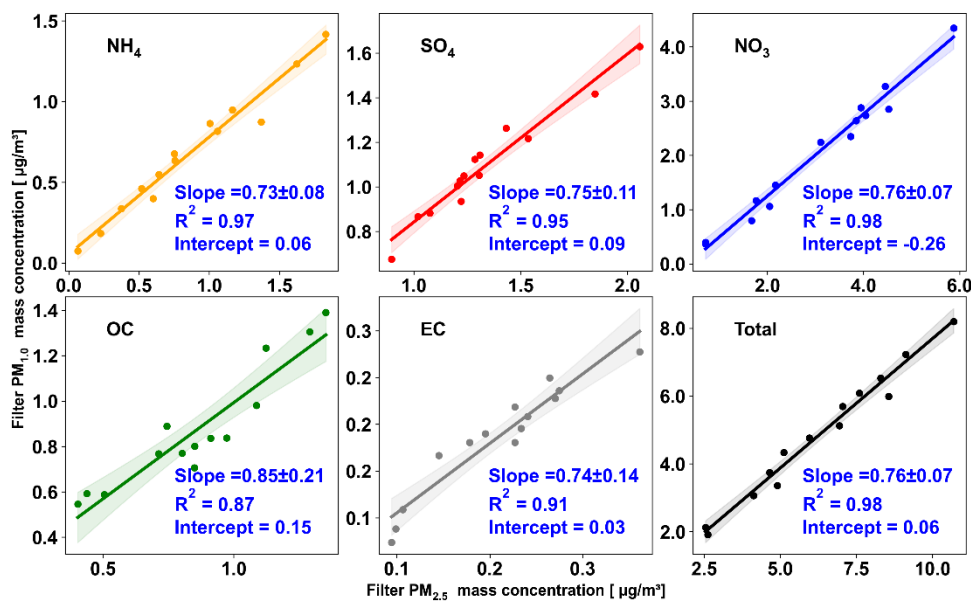 Filter PM1.0 mass concentration [ µg/m³]
NH4
1.5
1.0
0.5
0.0
Slope =0.73±0.08
R2 = 0.97
Intercept = 0.06
0.0 0.5 1.0 1.5
SO4
1.6
1.4
1.2
1.0
0.8
Slope =0.75±0.11
R2 = 0.95
Intercept = 0.09
1.0 1.5 2.0
NO3
4.0
3.0
2.0
1.0
0.0
Slope =0.76±0.07
R2 = 0.98
Intercept = -0.26
2.0 4.0 6.0
OC
1.4
1.2
1.0
0.8
0.6
0.4
Slope =0.85±0.21
R2 = 0.87
Intercept = 0.15
0.5 1.0
EC
0.3
0.2
0.2
0.2
0.1
Slope =0.74±0.14
R2 = 0.91
Intercept = 0.03
0.1 0.2 0.3
Total
8.0
6.0
4.0
2.0
Slope =0.76±0.07
R2 = 0.98
Intercept = 0.06
2.5 5.0 7.5 10.0
Filter PM2.5 mass concentration [ µg/m³]